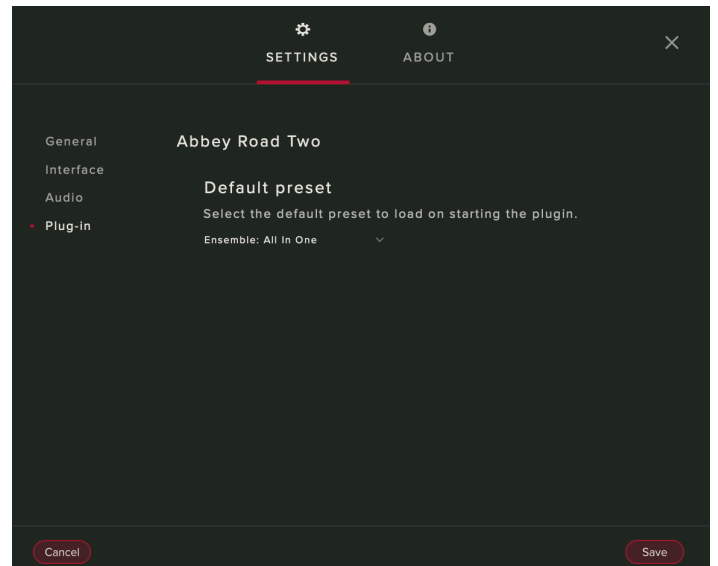 SETTINGS
ABOUT
General
Interface
Audio
Plug-in
Abbey Road Two
Default preset
Select the default preset to load on starting the plugin.
Ensemble: All In One
Cancel
Save